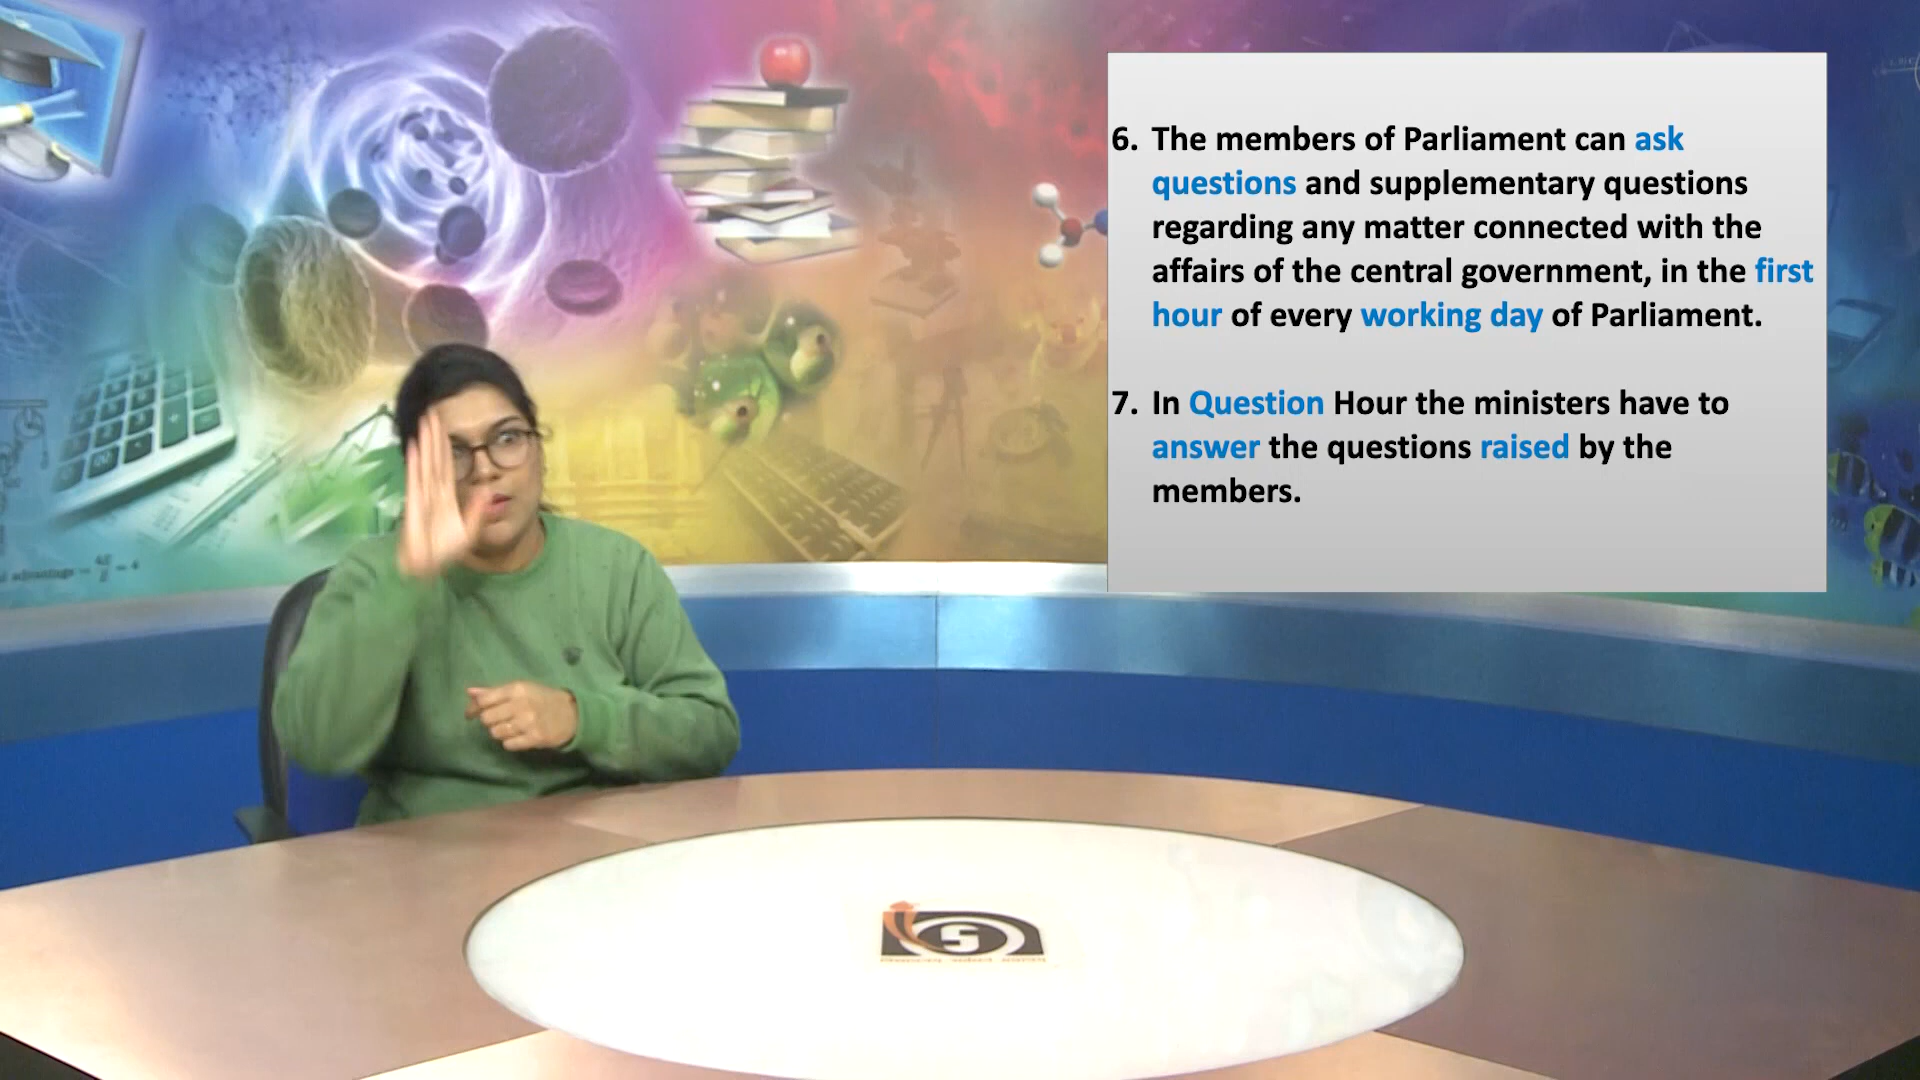 6. The members of Parliament can ask
questions and supplementary questions
regarding any matter connected with the
affairs of the central government, in the first
hour of every working day of Parliament.
7. In Question Hour the ministers have to
answer the questions raised by the
members.